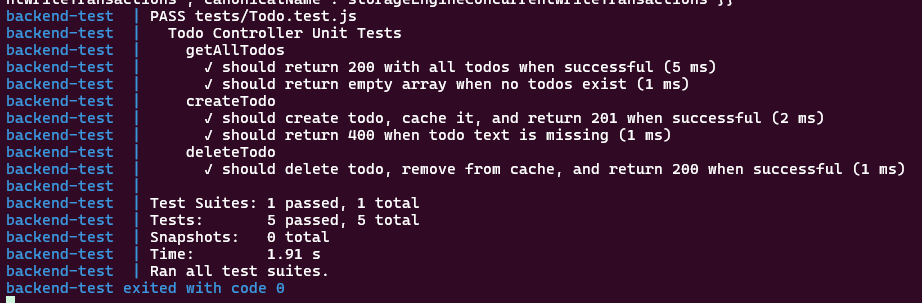 ntWriteTransactions","canonicalName":"storageEngineConcurrentWriteTransactions"}}
backend-test  | PASS tests/Todo.test.js
backend-test  |   Todo Controller Unit Tests
backend-test  |     getAllTodos
backend-test  |       ✓ should return 200 with all todos when successful (5 ms)
backend-test  |       ✓ should return empty array when no todos exist (1 ms)
backend-test  |     createTodo
backend-test  |       ✓ should create todo, cache it, and return 201 when successful (2 ms)
backend-test  |       ✓ should return 400 when todo text is missing (1 ms)
backend-test  |     deleteTodo
backend-test  |       ✓ should delete todo, remove from cache, and return 200 when successful (1 ms)
backend-test  |
backend-test  | Test Suites: 1 passed, 1 total
backend-test  | Tests:       5 passed, 5 total
backend-test  | Snapshots:   0 total
backend-test  | Time:        1.91 s
backend-test  | Ran all test suites.
backend-test exited with code 0